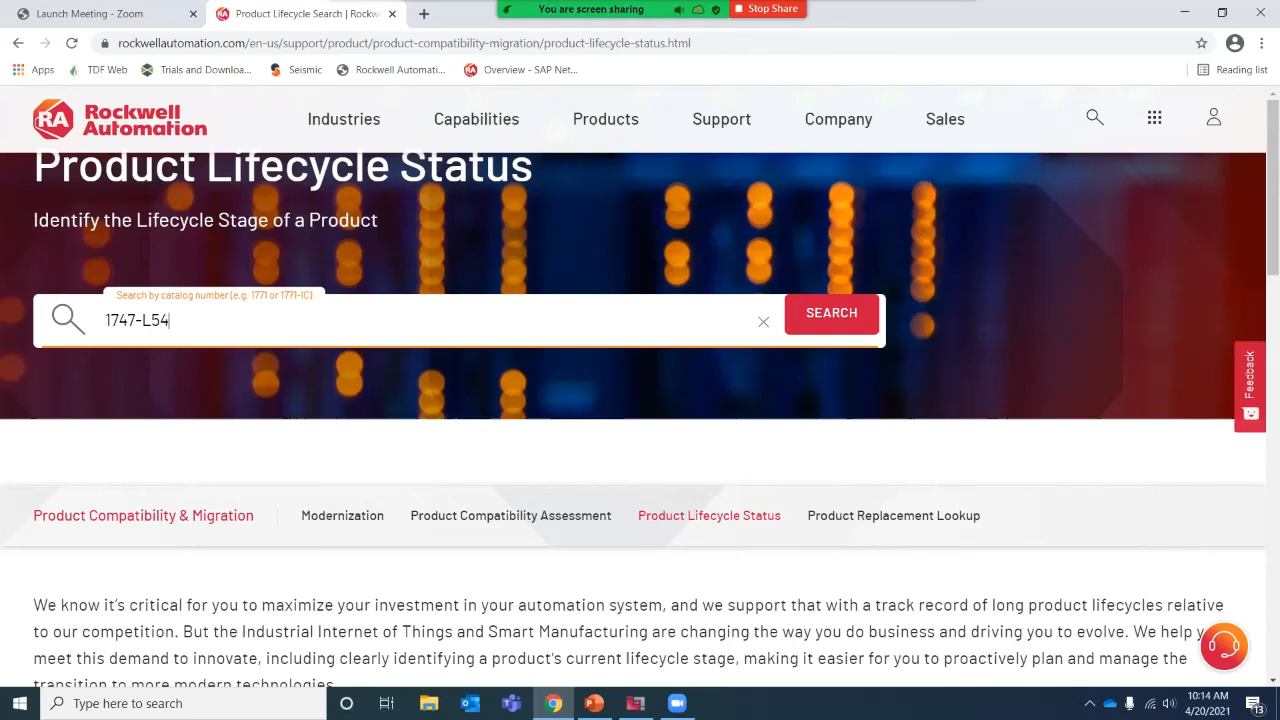 Launch Meeting - Zoom
Product Lifecycle Search | Rockw
You are screen sharing
Stop Share
rockwellautomation.com/en-us/support/product/product-compatibility-migration/product-lifecycle-status.html
Apps
TDF Web
Trials and Downloa...
Seismic
Rockwell Automati...
Overview - SAP Net...
Reading list
RA
Rockwell
Automation
Industries
Capabilities
Products
Support
Company
Sales
Product Lifecycle Status
Identify the Lifecycle Stage of a Product
Search by catalog number (e.g. 1771 or 1771-IC)
1747-L54
SEARCH
Feedback
Product Compatibility & Migration
Modernization
Product Compatibility Assessment
Product Lifecycle Status
Product Replacement Lookup
We know it's critical for you to maximize your investment in your automation system, and we support that with a track record of long product lifecycles relative
to our competition. But the Industrial Internet of Things and Smart Manufacturing are changing the way you do business and driving you to evolve. We help
meet this demand to innovate, including clearly identifying a product's current lifecycle stage, making it easier for you to proactively plan and manage the
transition to more modern technologies.
Type here to search
10:14 AM
4/20/2021
13